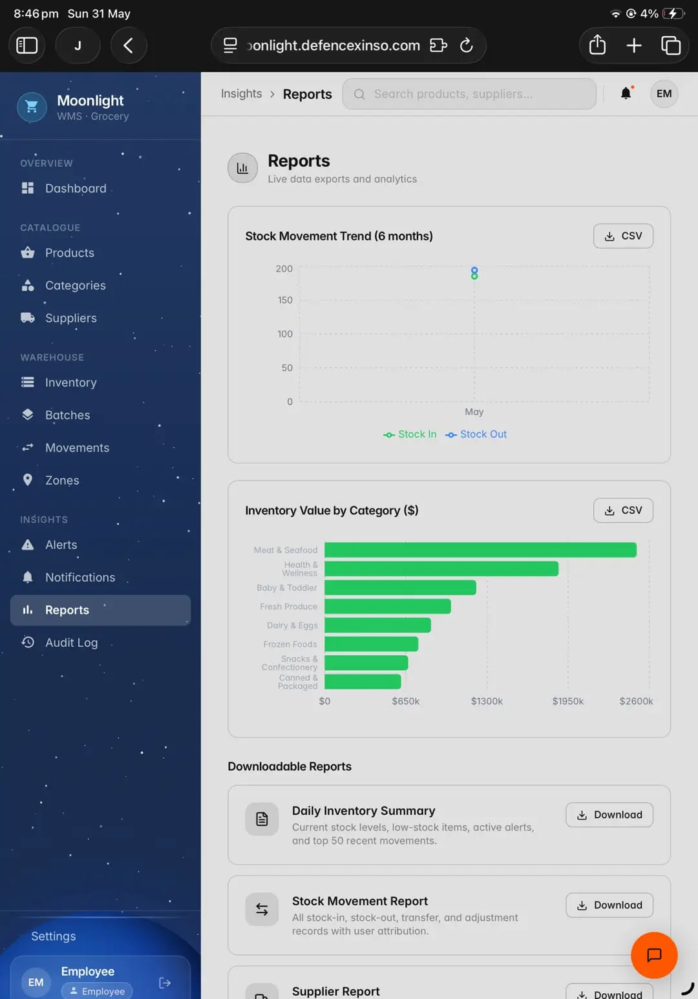 8:46 pm Sun 31 May
4%
J
onlight.defencexinso.com
Moonlight
WMS · Grocery
OVERVIEW
Dashboard
CATALOGUE
Products
Categories
Suppliers
WAREHOUSE
Inventory
Batches
Movements
Zones
INSIGHTS
Alerts
Notifications
Reports
Audit Log
Settings
EM
Employee
Employee
Insights > Reports
Search products, suppliers...
EM
Reports
Live data exports and analytics
Stock Movement Trend (6 months)
CSV
200
150
100
50
0
May
Stock In
Stock Out
Inventory Value by Category ($)
CSV
Meat & Seafood
Health &
Wellness
Baby & Toddler
Fresh Produce
Dairy & Eggs
Frozen Foods
Snacks &
Confectionery
Canned &
Packaged
$0
$650k
$1300k
$1950k
$2600k
Downloadable Reports
Daily Inventory Summary
Current stock levels, low-stock items, active alerts,
and top 50 recent movements.
Download
Stock Movement Report
All stock-in, stock-out, transfer, and adjustment
records with user attribution.
Download
Supplier Report
Download